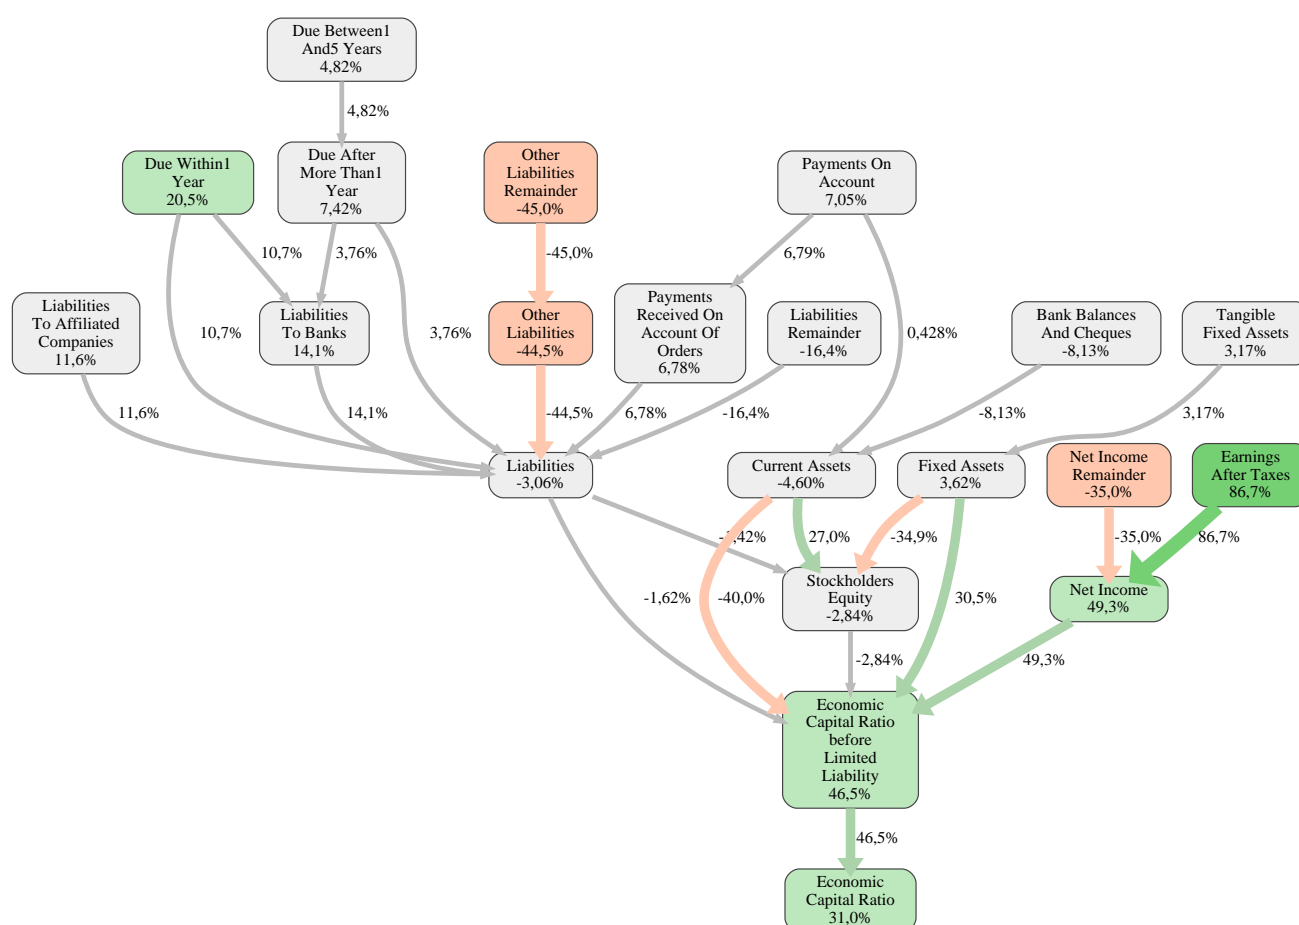 Due Between1
And5 Years
4,82%
4,82%
Due Within1
Year
20,5%
Due After
More Than1
Year
7,42%
Other
Liabilities
Remainder
-45,0%
Payments On
Account
7,05%
10,7%
3,76%
-45,0%
6,79%
Liabilities
To Affiliated
Companies
11,6%
10,7%
Liabilities
To Banks
14,1%
3,76%
Other
Liabilities
-44,5%
Payments
Received On
Account Of
Orders
6,78%
Liabilities
Remainder
-16,4%
0,428%
Bank Balances
And Cheques
-8,13%
Tangible
Fixed Assets
3,17%
11,6%
14,1%
-44,5%
6,78%
-16,4%
-8,13%
3,17%
Liabilities
-3,06%
Current Assets
-4,60%
Fixed Assets
3,62%
Net Income
Remainder
-35,0%
Earnings
After Taxes
86,7%
27,0%
-34,9%
-35,0%
86,7%
Stockholders
Equity
-2,84%
Net Income
49,3%
-1,62%
-40,0%
30,5%
-2,84%
49,3%
Economic
Capital Ratio
before
Limited
Liability
46,5%
46,5%
Economic
Capital Ratio
31,0%